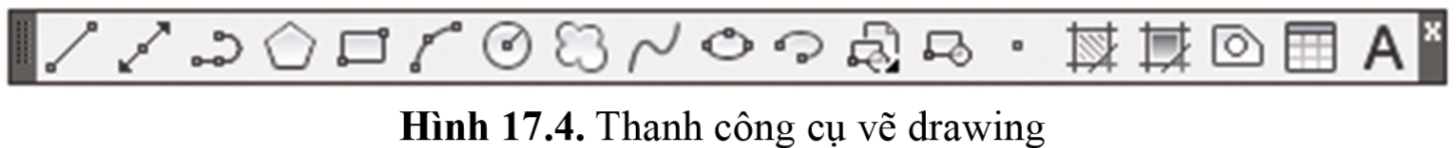 A
Hình 17.4. Thanh công cụ vẽ drawing